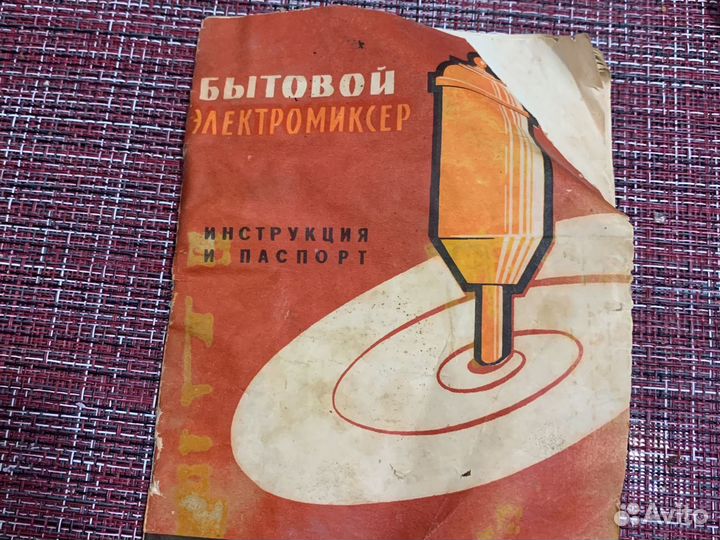 БЫТОВОЙ
ЭЛЕКТРОМИКСЕР
ИНСТРУКЦИЯ
И ПАСПОРТ
Avito